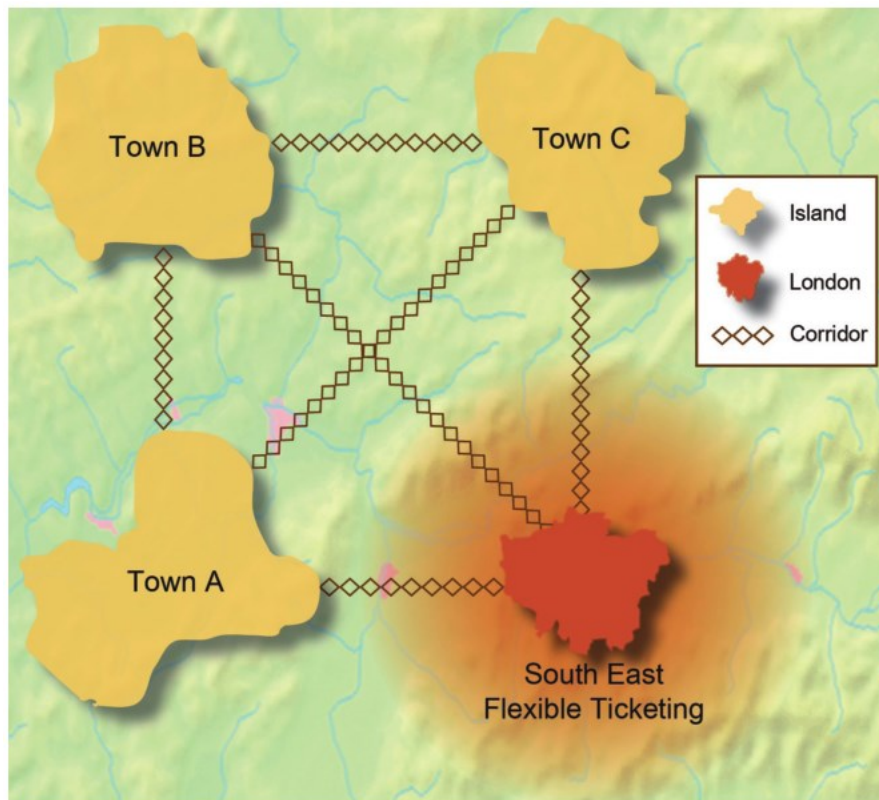 Town B
Town C
Island
London
Corridor
Town A
South East
Flexible Ticketing